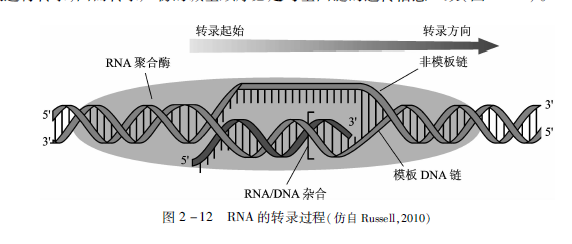 转录起始 转录方向
RNA 聚合酶 非模板链
5' 3'
3' 5'
3'
5'
模板 DNA 链
RNA/DNA 杂合
图 2-12 RNA 的转录过程(仿自 Russell,2010)